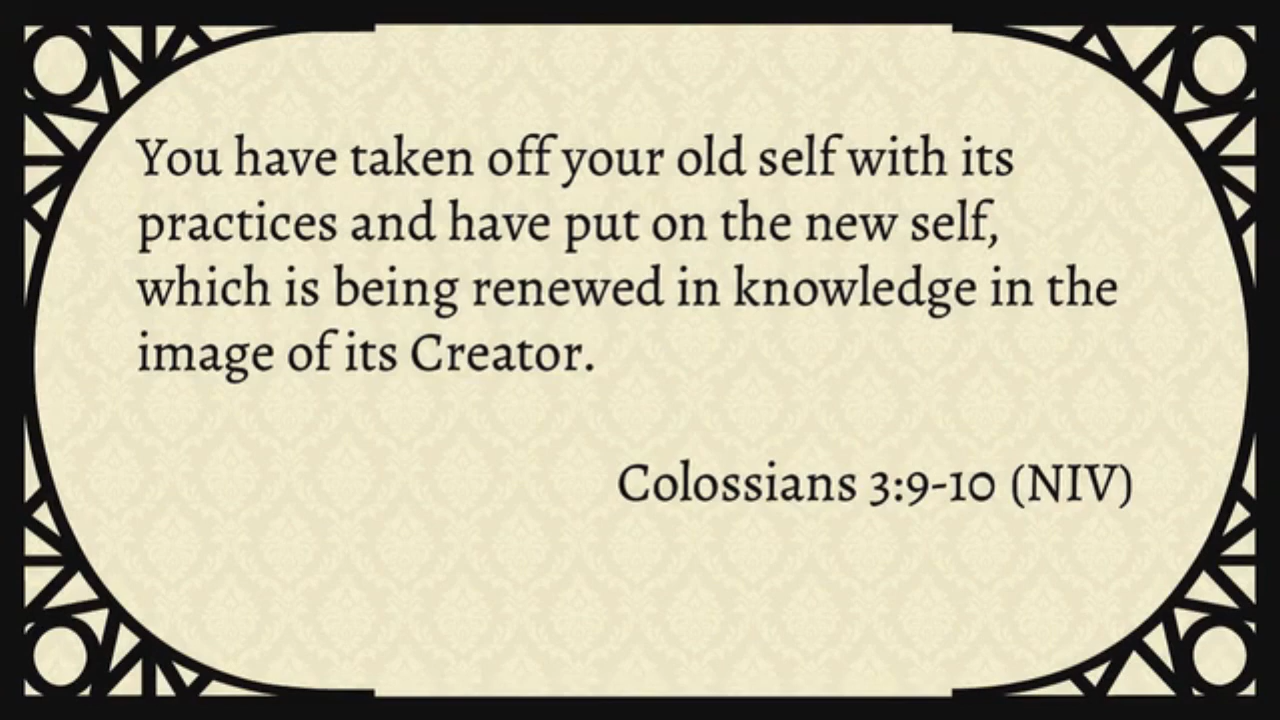 You have taken off your old self with its
practices and have put on the new self,
which is being renewed in knowledge in the
image of its Creator.
Colossians 3:9-10 (NIV)